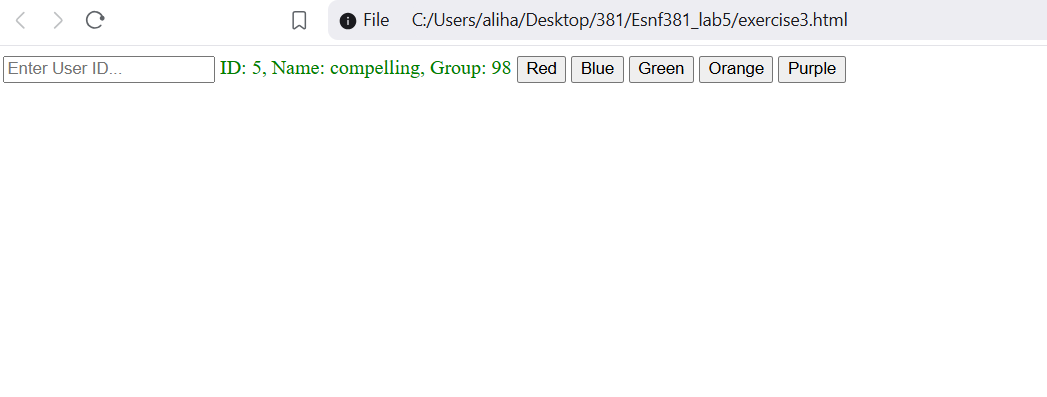 File C:/Users/aliha/Desktop/381/Esnf381_lab5/exercise3.html
Enter User ID... ID: 5, Name: compelling, Group: 98 Red Blue Green Orange Purple